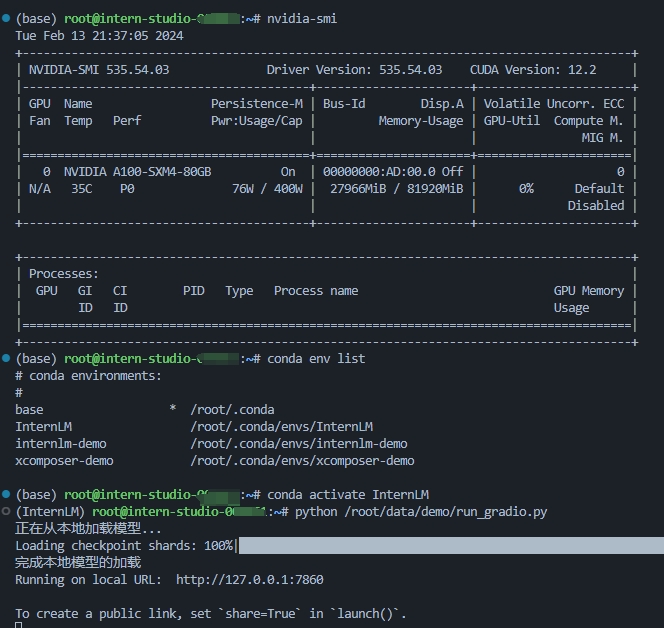 (base) root@intern-studio- :~# nvidia-smi
Tue Feb 13 21:37:05 2024
+---------------------------------------------------------------------------------------+
| NVIDIA-SMI 535.54.03 Driver Version: 535.54.03 CUDA Version: 12.2 |
|-----------------------------------------+----------------------+----------------------+
| GPU Name Persistence-M | Bus-Id Disp.A | Volatile Uncorr. ECC |
| Fan Temp Perf Pwr:Usage/Cap | Memory-Usage | GPU-Util Compute M. |
| | | MIG M. |
|=========================================+======================+======================|
| 0 NVIDIA A100-SXM4-80GB On | 00000000:AD:00.0 Off | 0 |
| N/A 35C P0 76W / 400W | 27966MiB / 81920MiB | 0% Default |
| | | Disabled |
+-----------------------------------------+----------------------+----------------------+
+---------------------------------------------------------------------------------------+
| Processes: |
| GPU GI CI PID Type Process name GPU Memory |
| ID ID Usage |
|=======================================================================================|
+---------------------------------------------------------------------------------------+
(base) root@intern-studio- :~# conda env list
# conda environments:
#
base * /root/.conda
InternLM /root/.conda/envs/InternLM
internlm-demo /root/.conda/envs/internlm-demo
xcomposer-demo /root/.conda/envs/xcomposer-demo
(base) root@intern-studio- :~# conda activate InternLM
(InternLM) root@intern-studio- :~# python /root/data/demo/run_gradio.py
正在从本地加载模型...
Loading checkpoint shards: 100%|
完成本地模型的加载
Running on local URL: http://127.0.0.1:7860
To create a public link, set `share=True` in `launch()`.